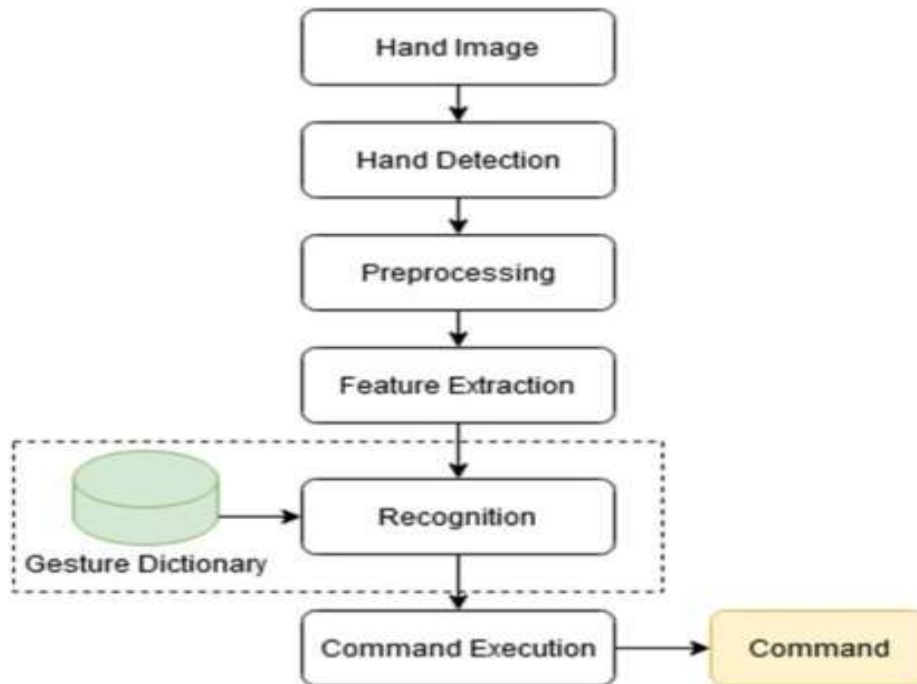 Hand Image
Hand Detection
Preprocessing
Feature Extraction
Recognition
Gesture Dictionary
Command Execution
Command